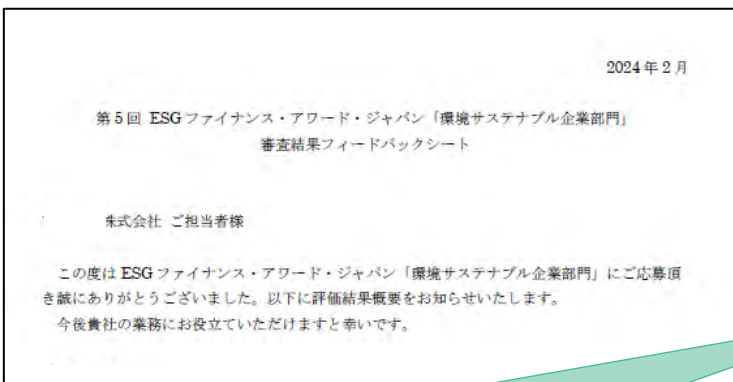 2024年2月
第5回 ESGファイナンス・アワード・ジャパン「環境サステナブル企業部門」
審査結果フィードバックシート
株式会社 ご担当者様
この度は ESGファイナンス・アワード・ジャパン「環境サステナブル企業部門」にご応募頂
き誠にありがとうございました。以下に評価結果概要をお知らせいたします。
今後貴社の業務にお役立ていただけますと幸いです。